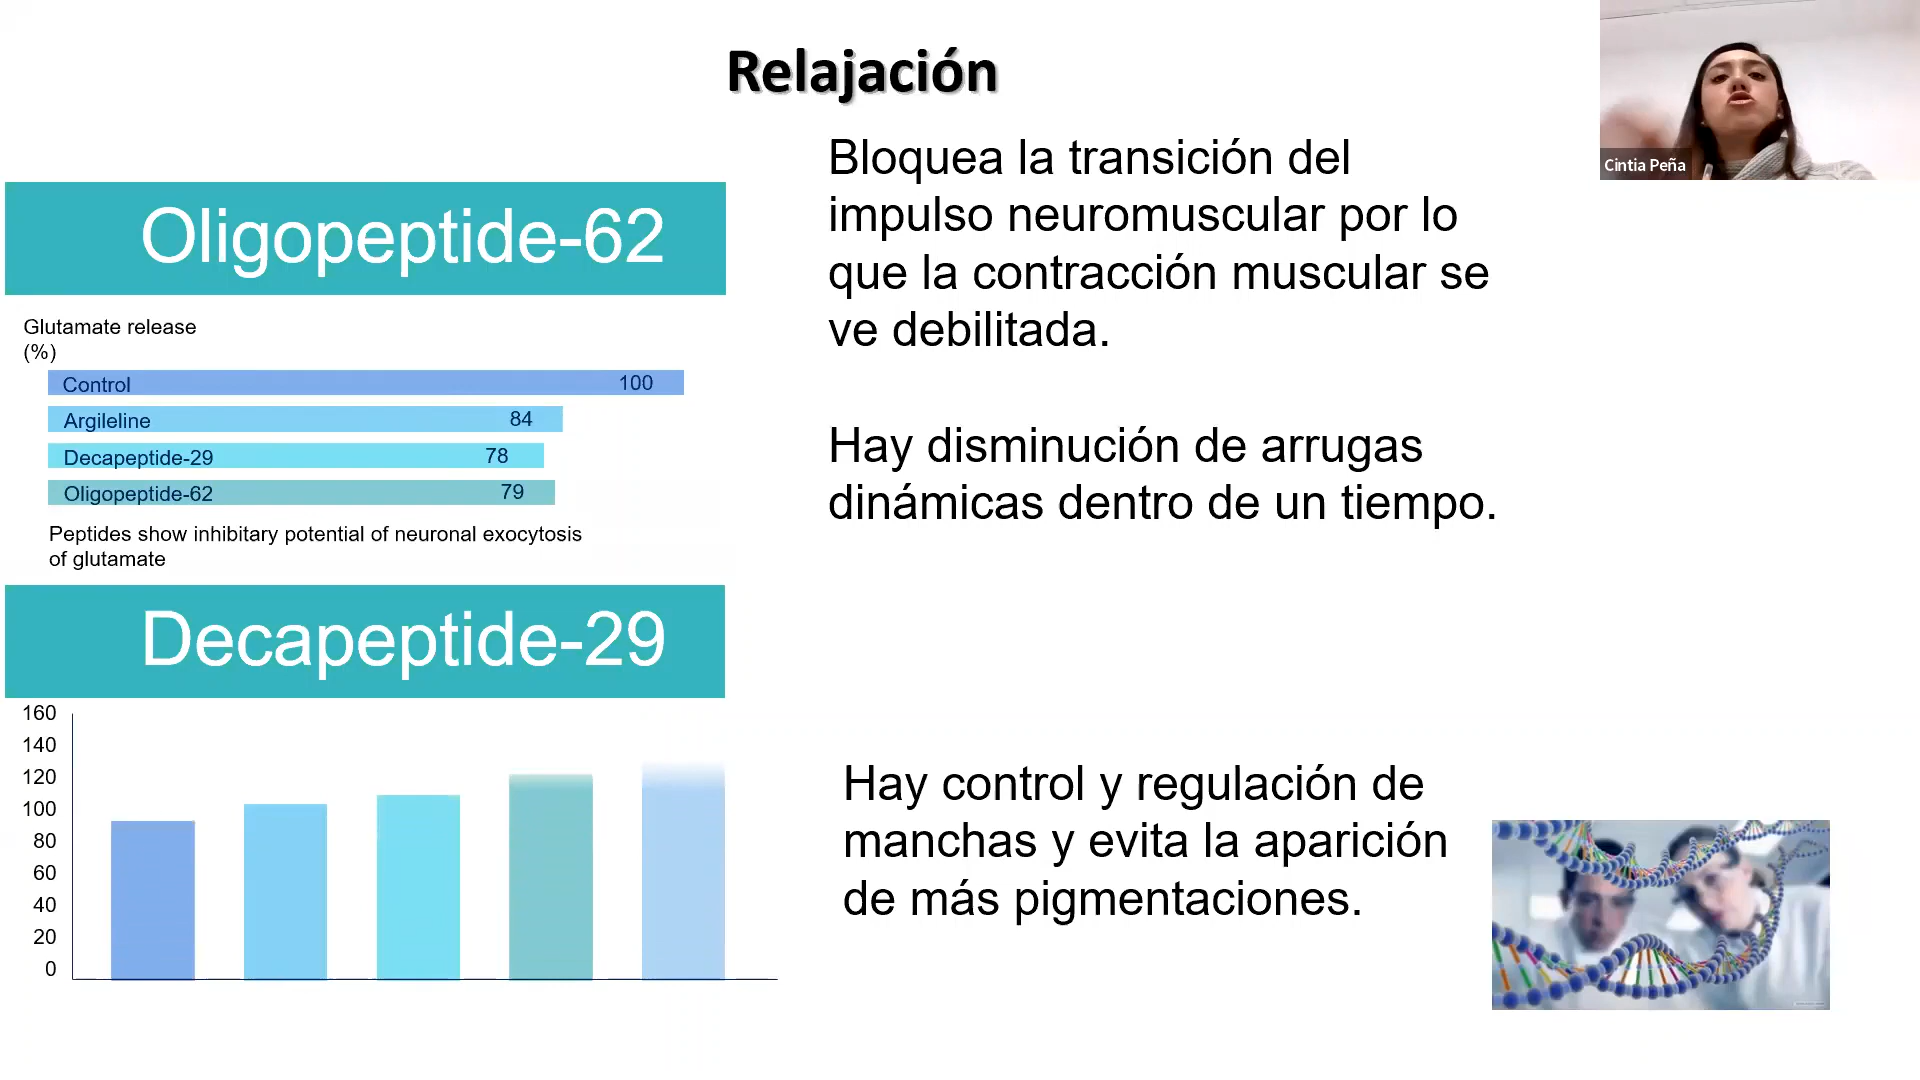 Relajación
Cintia Peña
Oligopeptide-62
Glutamate release
(%)
Control 100
Argileline 84
Decapeptide-29 78
Oligopeptide-62 79
Peptides show inhibitary potential of neuronal exocytosis
of glutamate
Bloquea la transición del
impulso neuromuscular por lo
que la contracción muscular se
ve debilitada.
Hay disminución de arrugas
dinámicas dentro de un tiempo.
Decapeptide-29
160
140
120
100
80
60
40
20
0
Hay control y regulación de
manchas y evita la aparición
de más pigmentaciones.